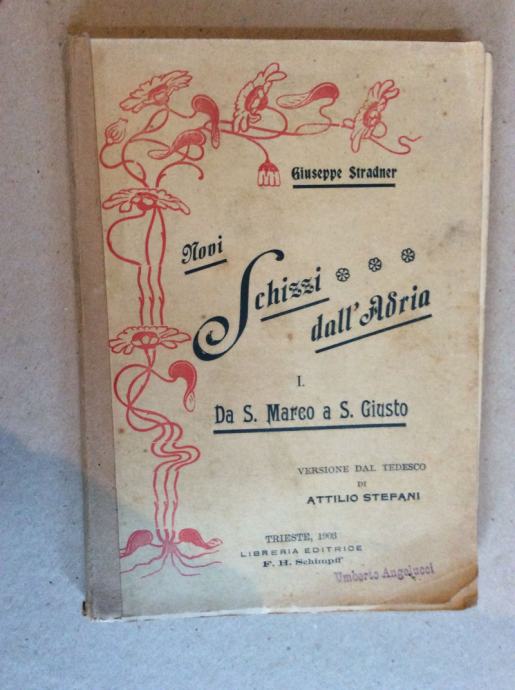 Giuseppe Stradner
Novi
Schizzi
dall'Adria
I.
Da S. Marco a S. Giusto
VERSIONE DAL TEDESCO
DI
ATTILIO STEFANI
TRIESTE, 1903
LIBRERIA EDITRICE
F. H. Schimpff
Umberto Angelucci